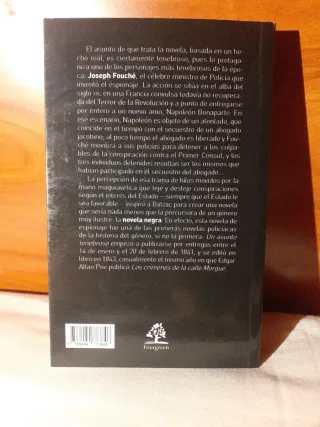 El asunto de que trata la novela, basada en un he-
cho real, es ciertamente tenebroso, pues lo protago-
niza uno de los personajes más tenebrosos de la épo-
ca: Joseph Fouché, el célebre ministro de Policía que
inventó el espionaje. La acción se sitúa en el alba del
siglo XIX, en una Francia convulsa todavía no recuperada
del Terror de la Revolución y a punto de entregarse
por entero a un nuevo amo, Napoleón Bonaparte. En
ese escenario, Napoleón es objeto de un atentado, que
coincide en el tiempo con el secuestro de un abogado
jacobino; al poco tiempo el abogado es liberado y Fou-
ché moviliza a sus policías para detener a los culpa-
bles de la conspiración contra el Primer Cónsul, y los
tres individuos detenidos resultan ser los mismos que
habían participado en el secuestro del abogado.
La percepción de esa trama de hilos movidos por la
mano maquiavélica que teje y desteje conspiraciones
según el interés del Estado —siempre que el Estado le
sea favorable— inspiró a Balzac para crear una novela
que sería nada menos que la precursora de un género
muy ilustre: la novela negra. En efecto, esta novela de
espionaje fue una de las primeras novelas policíacas
de la historia del género, si no la primera: Un asunto
tenebroso empezó a publicarse por entregas entre el
14 de enero y el 20 de febrero de 1841, y se editó en
libro en 1843, casualmente el mismo año en que Edgar
Allan Poe publicó Los crímenes de la calle Morgue.
Evergreen